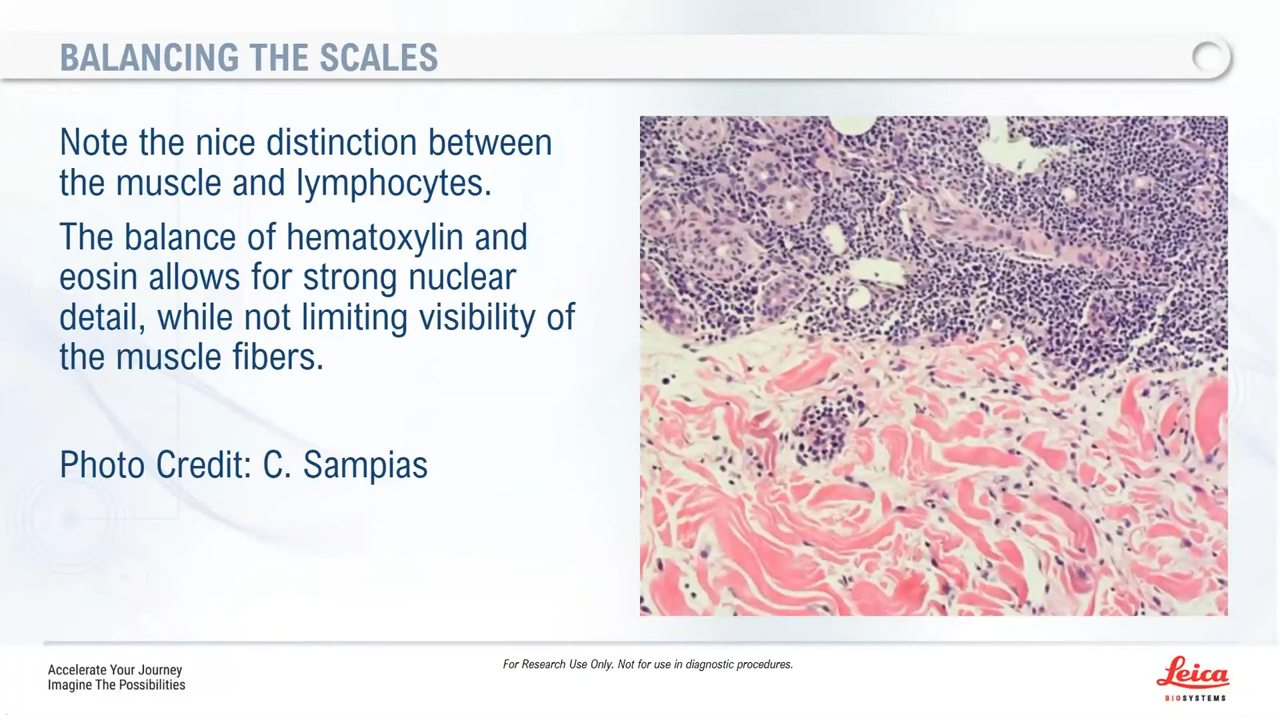 BALANCING THE SCALES
Note the nice distinction between
the muscle and lymphocytes.
The balance of hematoxylin and
eosin allows for strong nuclear
detail, while not limiting visibility of
the muscle fibers.
Photo Credit: C. Sampias
Accelerate Your Journey
Imagine The Possibilities
For Research Use Only. Not for use in diagnostic procedures.
Leica
BIOSYSTEMS